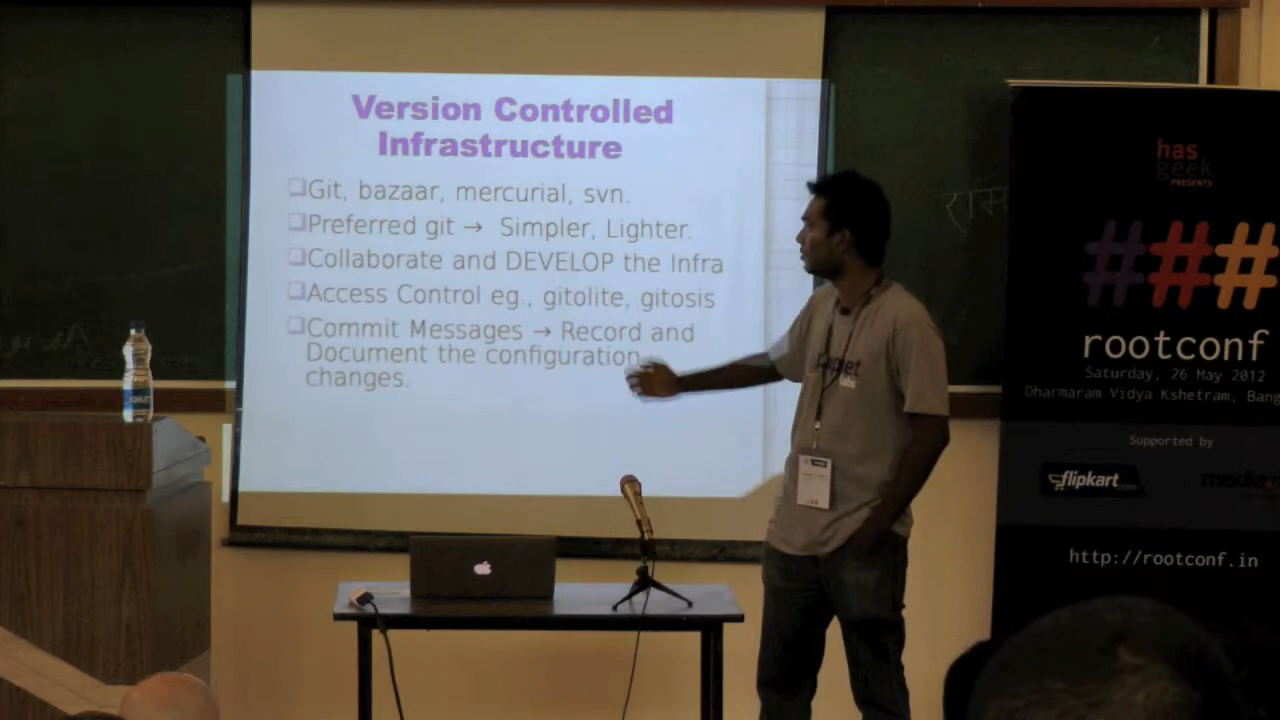 Version Controlled
Infrastructure
Git, bazaar, mercurial, svn.
Preferred git → Simpler, Lighter.
Collaborate and DEVELOP the Infra
Access Control eg., gitolite, gitosis
Commit Messages → Record and
Document the configuration
changes.
labs
has
geek
PRESENTS
###
rootconf
Saturday, 26 May 2012
Dharmaram Vidya Kshetram, Bang
Supported by
flipkart.com
http://rootconf.in